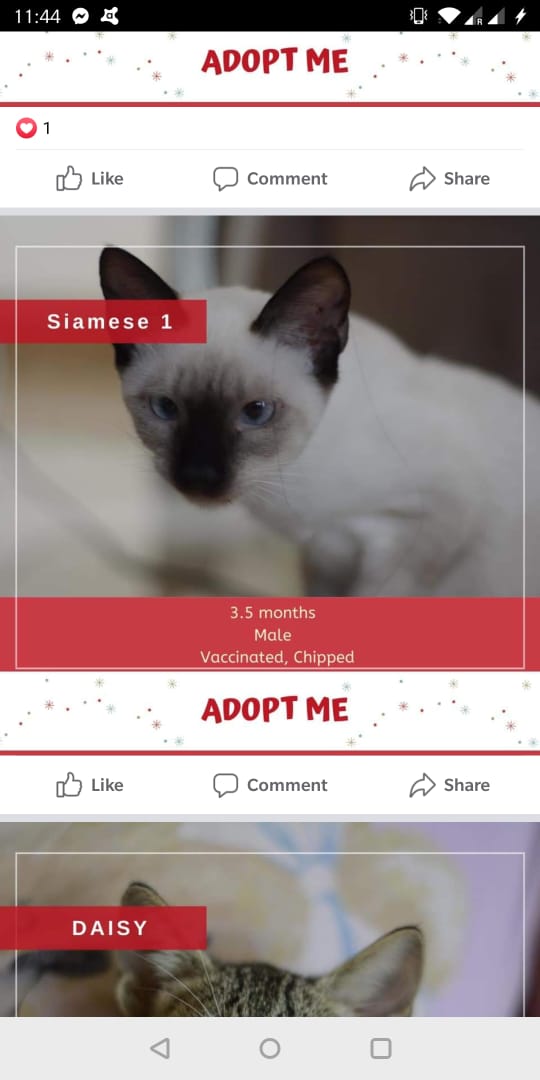 11:44
R
ADOPT ME
1
Like
Comment
Share
Siamese 1
3.5 months
Male
Vaccinated, Chipped
ADOPT ME
Like
Comment
Share
DAISY